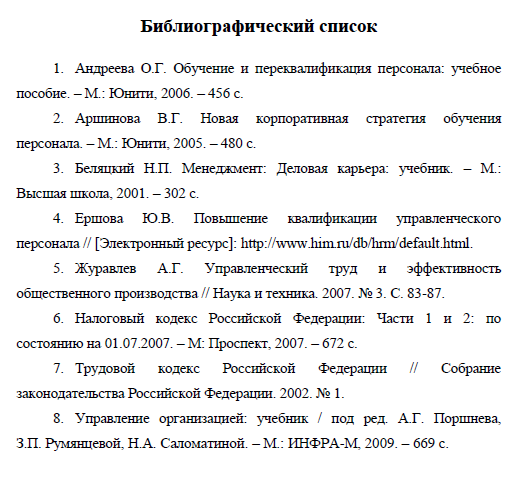 Библиографический список
1. Андреева О.Г. Обучение и переквалификация персонала: учебное
пособие. – М.: Юнити, 2006. – 456 с.
2. Аршинова В.Г. Новая корпоративная стратегия обучения
персонала. – М.: Юнити, 2005. – 480 с.
3. Беляцкий Н.П. Менеджмент: Деловая карьера: учебник. – М.:
Высшая школа, 2001. – 302 с.
4. Ершова Ю.В. Повышение квалификации управленческого
персонала // [Электронный ресурс]: http://www.him.ru/db/hrm/default.html.
5. Журавлев А.Г. Управленческий труд и эффективность
общественного производства // Наука и техника. 2007. № 3. С. 83-87.
6. Налоговый кодекс Российской Федерации: Части 1 и 2: по
состоянию на 01.07.2007. – М: Проспект, 2007. – 672 с.
7. Трудовой кодекс Российской Федерации // Собрание
законодательства Российской Федерации. 2002. № 1.
8. Управление организацией: учебник / под ред. А.Г. Поршнева,
З.П. Румянцевой, Н.А. Саломатиной. – М.: ИНФРА-М, 2009. – 669 с.